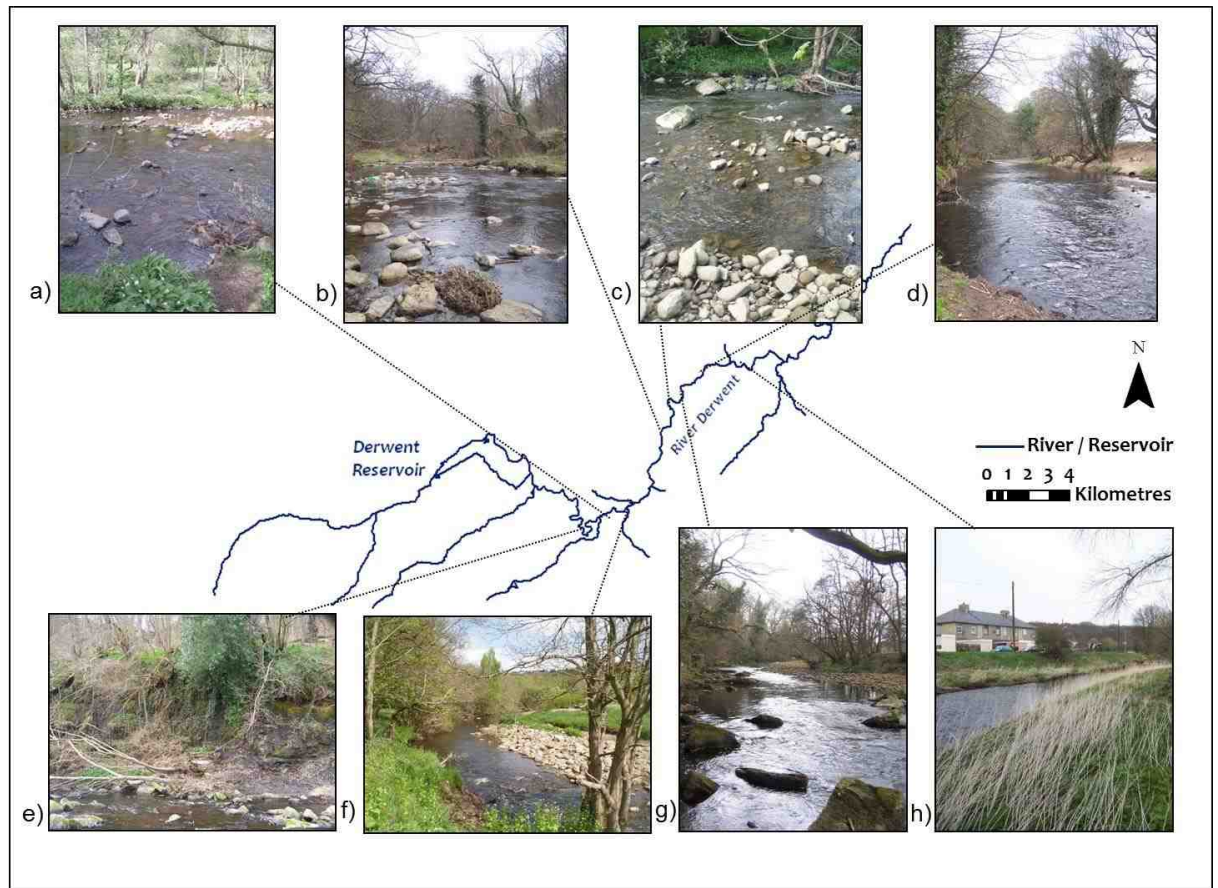 a)
b)
c)
d)
N
River Derwent
Derwent
Reservoir
River / Reservoir
0 1 2 3 4
Kilometres
e)
f)
g)
h)